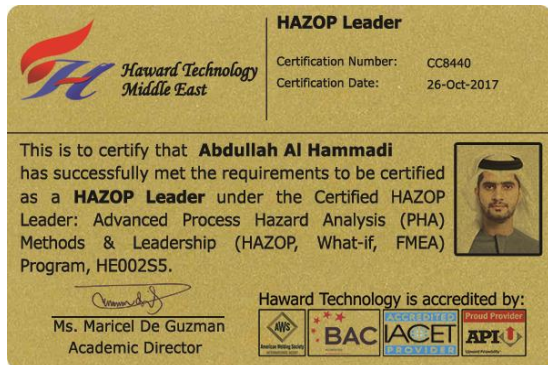 HAZOP Leader
Haward Technology
Middle East
Certification Number: CC8440
Certification Date: 26-Oct-2017
This is to certify that Abdullah Al Hammadi
has successfully met the requirements to be certified
as a HAZOP Leader under the Certified HAZOP
Leader: Advanced Process Hazard Analysis (PHA)
Methods & Leadership (HAZOP, What-if, FMEA)
Program, HE002S5.
Ms. Maricel De Guzman
Academic Director
Haward Technology is accredited by:
AWS
American Welding Society
BAC
ACCREDITED
IACET
PROVIDER
Proud Provider
API